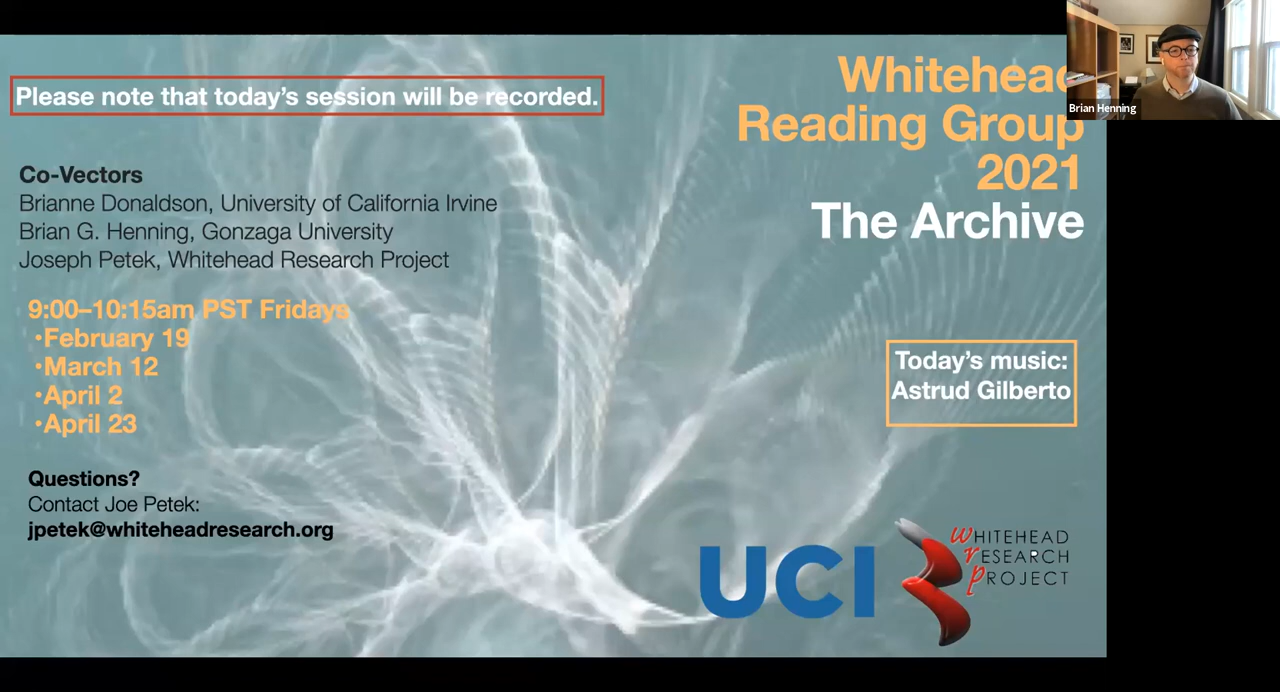 Please note that today's session will be recorded.
Co-Vectors
Brianne Donaldson, University of California Irvine
Brian G. Henning, Gonzaga University
Joseph Petek, Whitehead Research Project
9:00–10:15am PST Fridays
•February 19
•March 12
•April 2
•April 23
Questions?
Contact Joe Petek:
jpetek@whiteheadresearch.org
Whitehead
Reading Group
2021
The Archive
Brian Henning
Today's music:
Astrud Gilberto
UCI
WHITEHEAD
RESEARCH
PROJECT